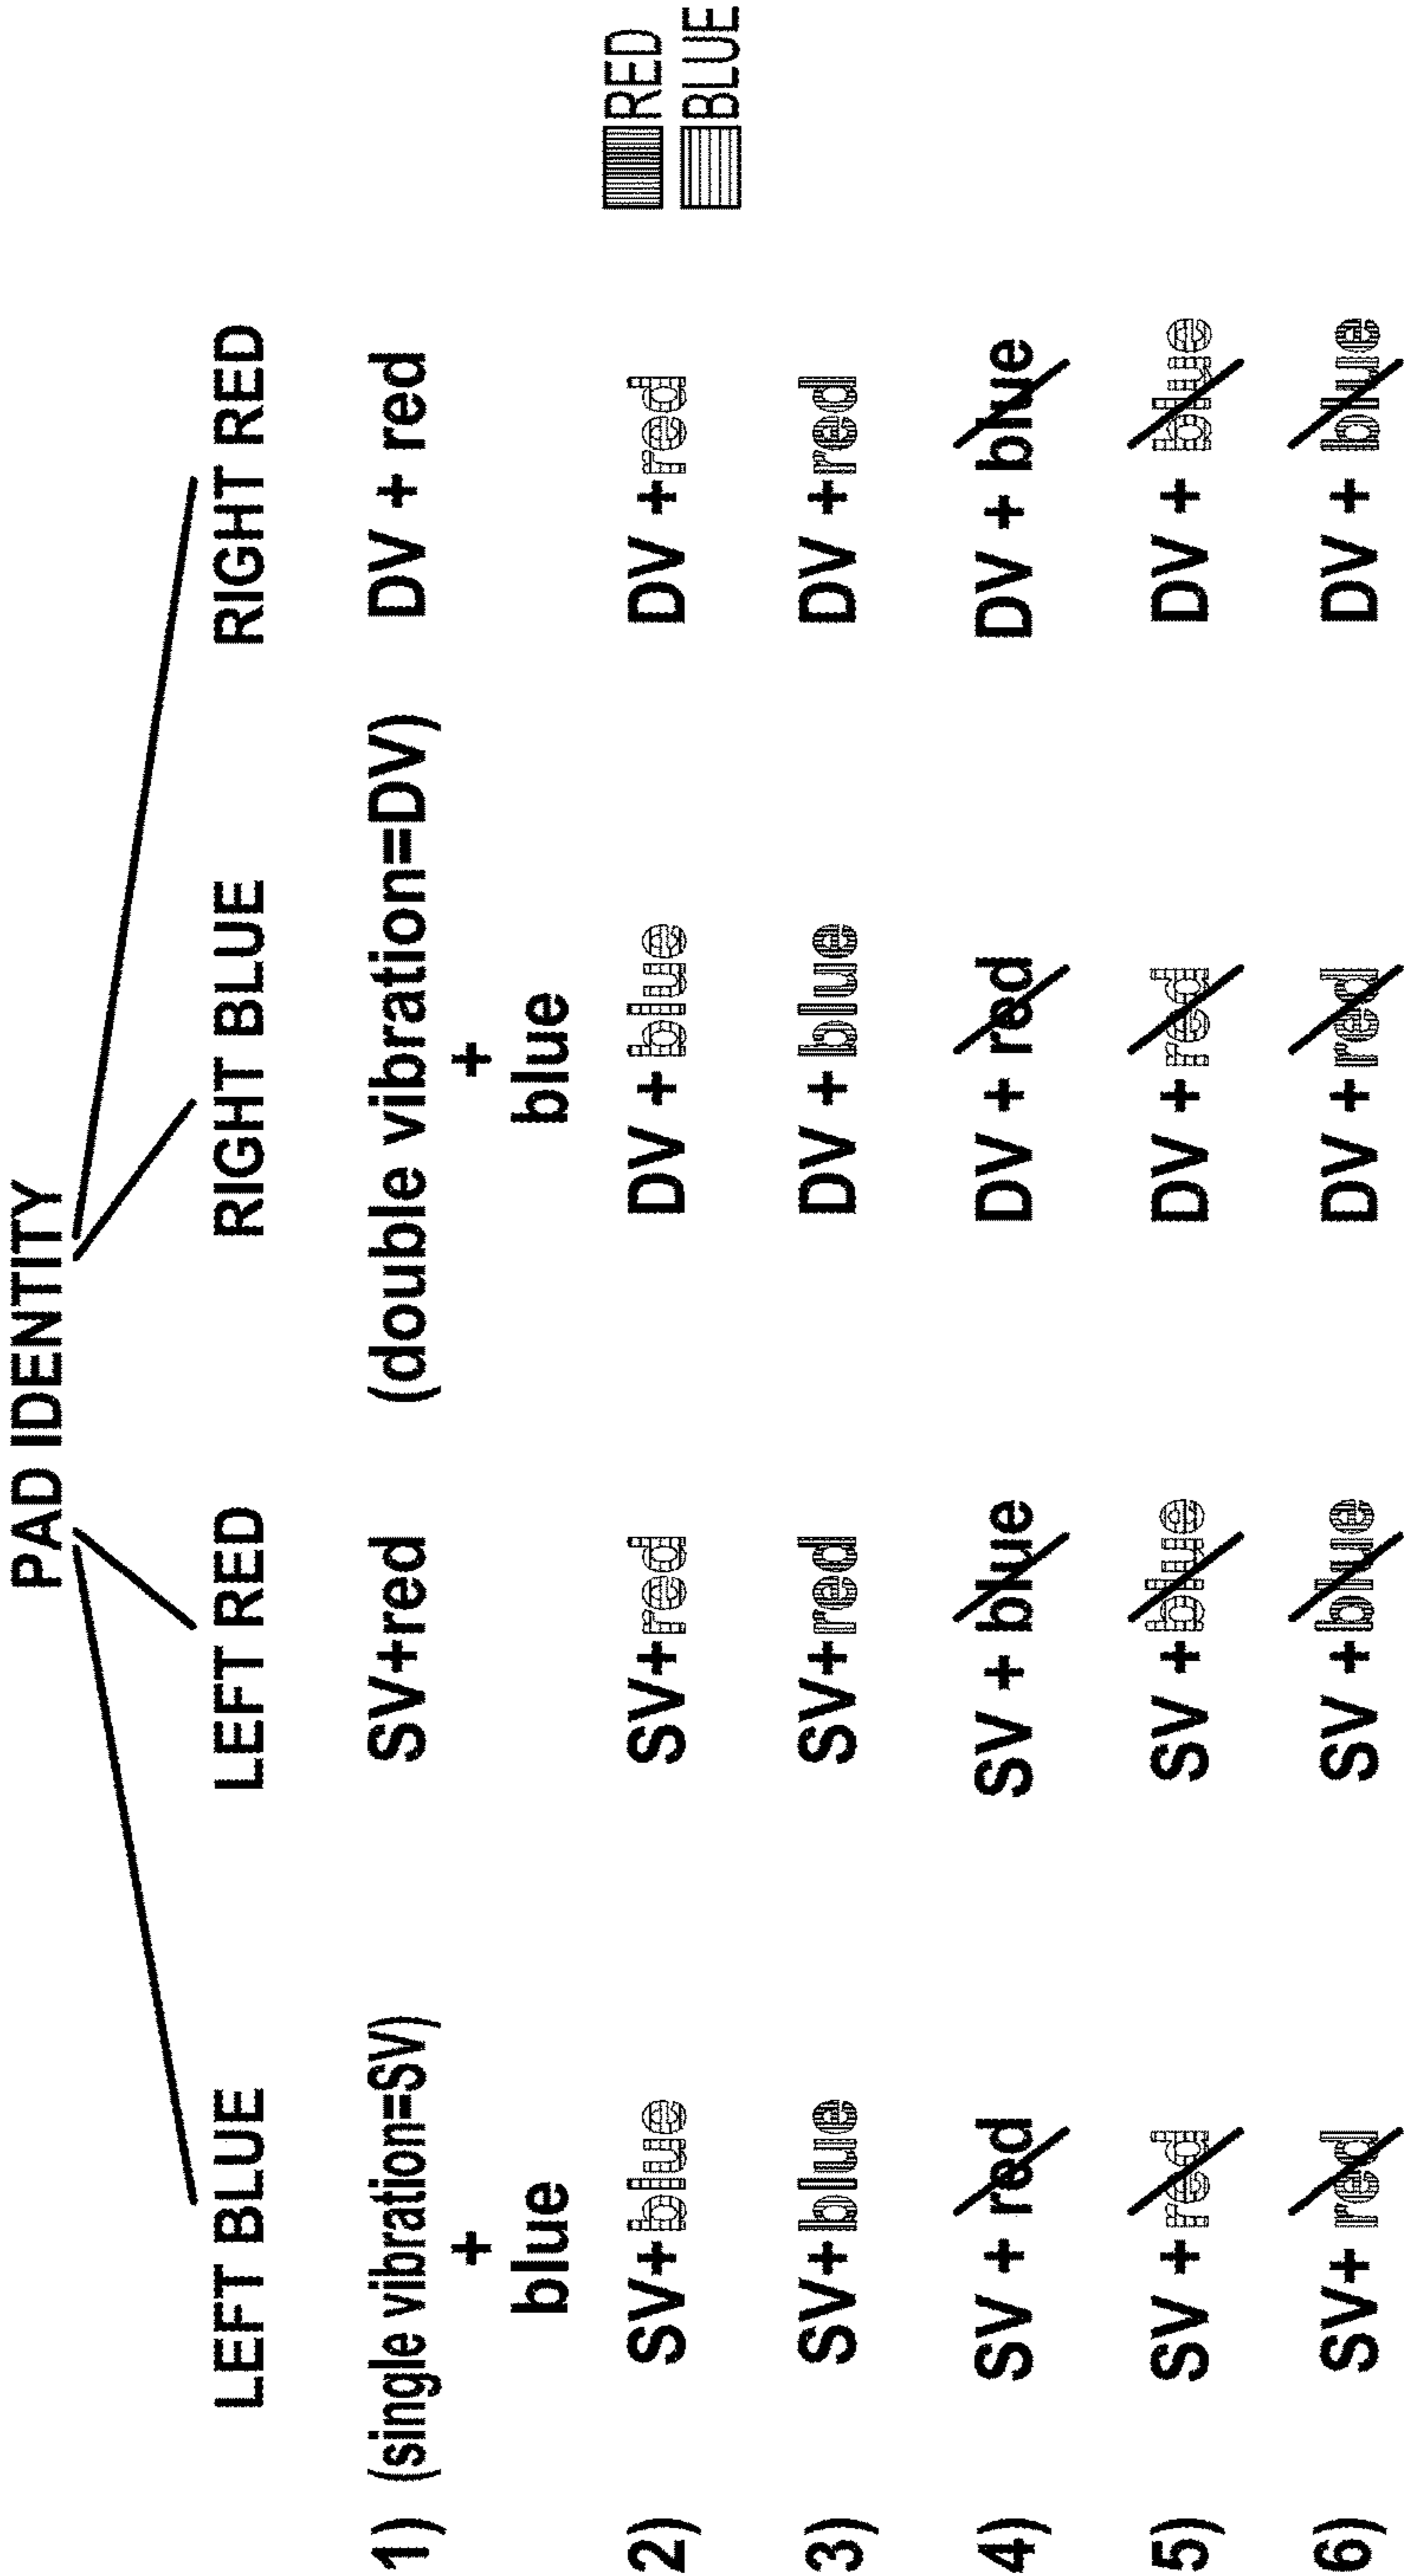 PAD IDENTITY
LEFT BLUE LEFT RED RIGHT BLUE RIGHT RED
1) (single vibration=SV) SV+red (double vibration=DV) DV + red
+ +
blue blue
2) SV+blue SV+red DV + blue DV +red
RED
BLUE
3) SV+blue SV+red DV + blue DV +red
4) SV + red SV + blue DV + red DV + blue
5) SV +red SV +blue DV +red DV + blue
6) SV+ red SV +blue DV +red DV + blue